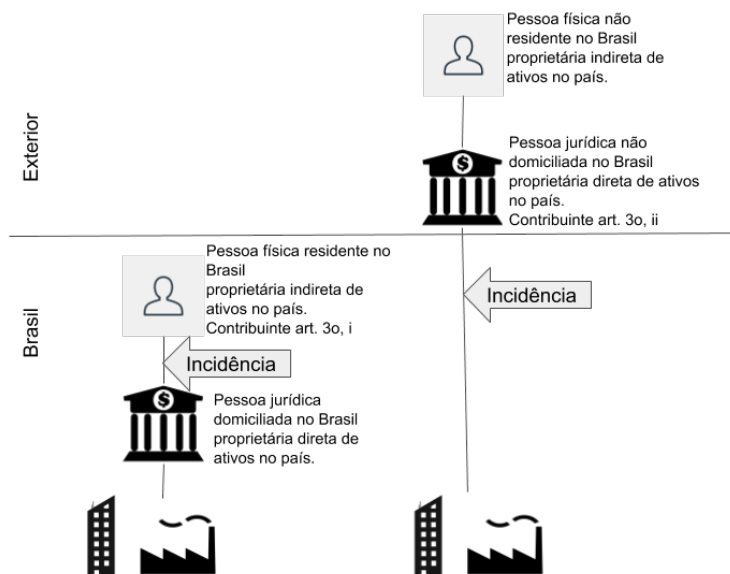 Pessoa física não
residente no Brasil
proprietária indireta de
ativos no país.
Exterior
Pessoa jurídica não
domiciliada no Brasil
proprietária direta de ativos
no país.
Contribuinte art. 3o, ii
Pessoa física residente no
Brasil
proprietária indireta de
ativos no país.
Contribuinte art. 3o, i
Incidência
Brasil
Incidência
Pessoa jurídica
domiciliada no Brasil
proprietária direta de
ativos no país.